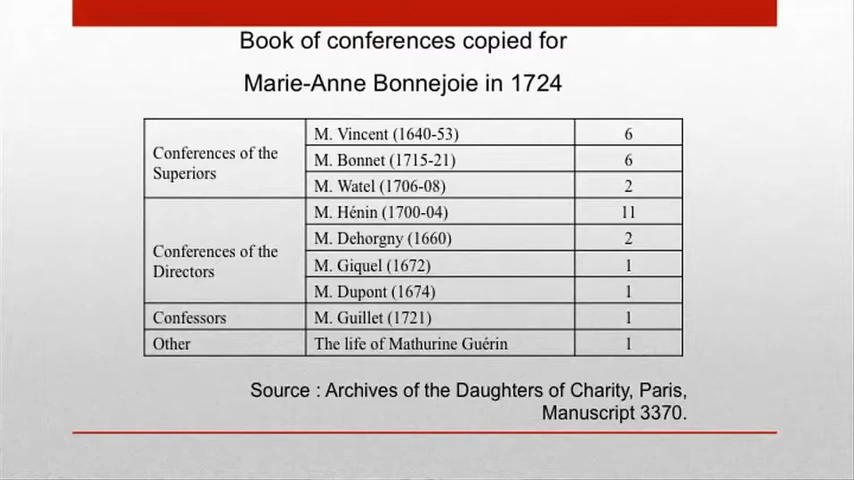 Book of conferences copied for
Marie-Anne Bonnejoie in 1724
Conferences of the
Superiors
M. Vincent (1640-53) 6
M. Bonnet (1715-21) 6
M. Watel (1706-08) 2
Conferences of the
Directors
M. Hénin (1700-04) 11
M. Dehorgny (1660) 2
M. Giquel (1672) 1
M. Dupont (1674) 1
Confessors M. Guillet (1721) 1
Other The life of Mathurine Guérin 1
Source : Archives of the Daughters of Charity, Paris,
Manuscript 3370.